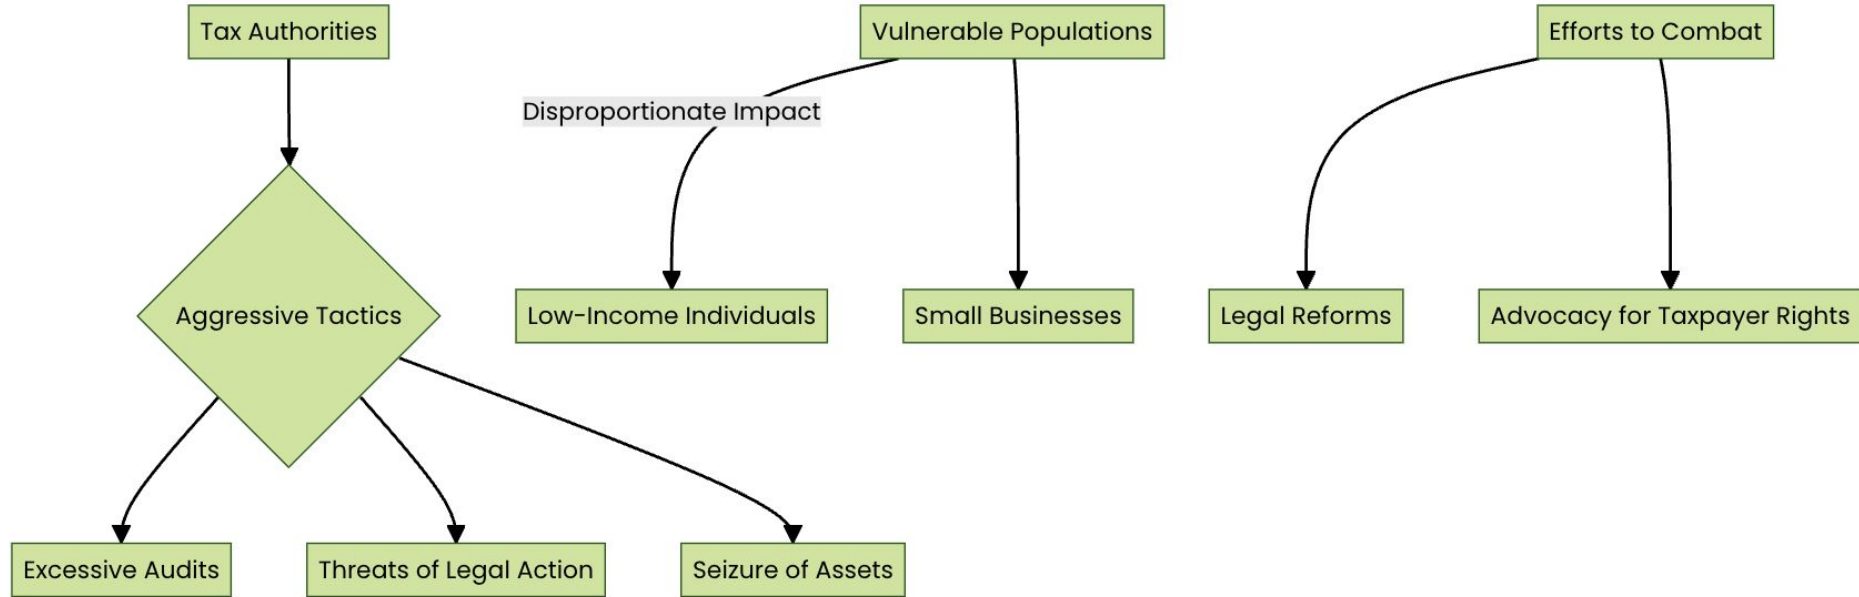 Tax Authorities
Vulnerable Populations
Efforts to Combat
Disproportionate Impact
Aggressive Tactics
Low-Income Individuals
Small Businesses
Legal Reforms
Advocacy for Taxpayer Rights
Excessive Audits
Threats of Legal Action
Seizure of Assets